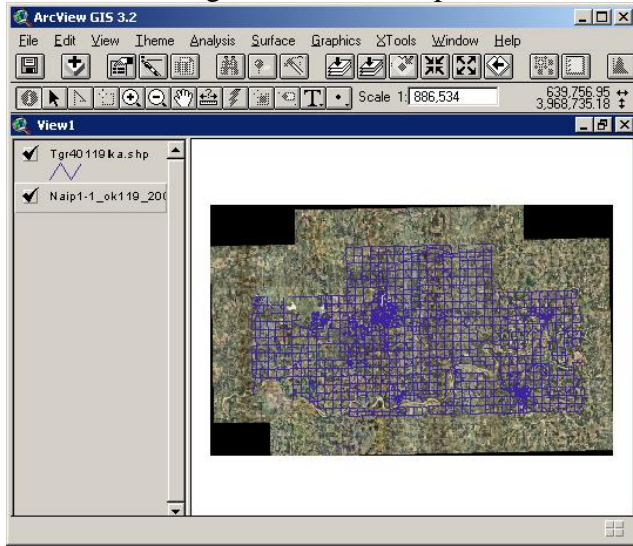 ArcView GIS 3.2
File Edit View Theme Analysis Surface Graphics XTools Window Help
T. Scale 1: 886,534 639,756.95
3,968,735.18
View1
Tgr40119lka.shp
Naip1-1_ok119_200